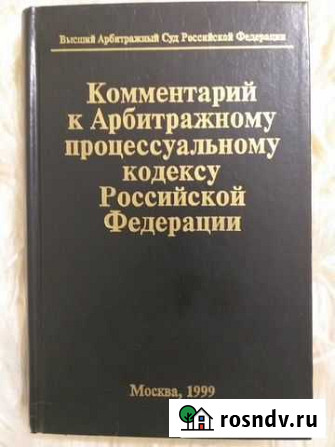 Высший Арбитражный Суд Российской Федерации
Комментарий
к Арбитражному
процессуальному
кодексу
Российской
Федерации
Москва, 1999
rosndv.ru